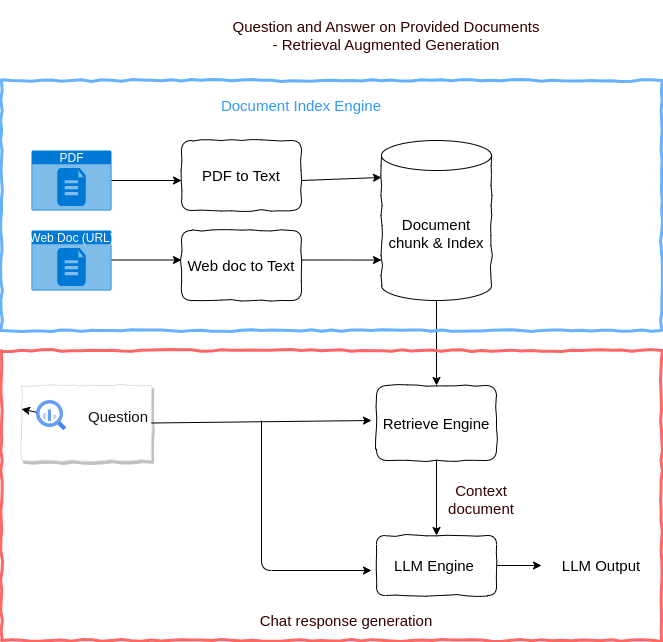 Question and Answer on Provided Documents
- Retrieval Augmented Generation
Document Index Engine
PDF
PDF to Text
Web Doc (URL)
Web doc to Text
Document
chunk & Index
Question
Retrieve Engine
Context
document
LLM Engine
LLM Output
Chat response generation